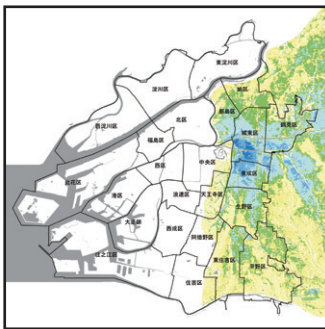 東淀川区
淀川区
旭区
北区
都島区
鶴見区
西淀川区
城東区
福島区
西区
中央区
東成区
此花区
港区
浪速区
天王寺区
大正区
生野区
西成区
阿倍野区
住之江区
東住吉区
平野区
住吉区